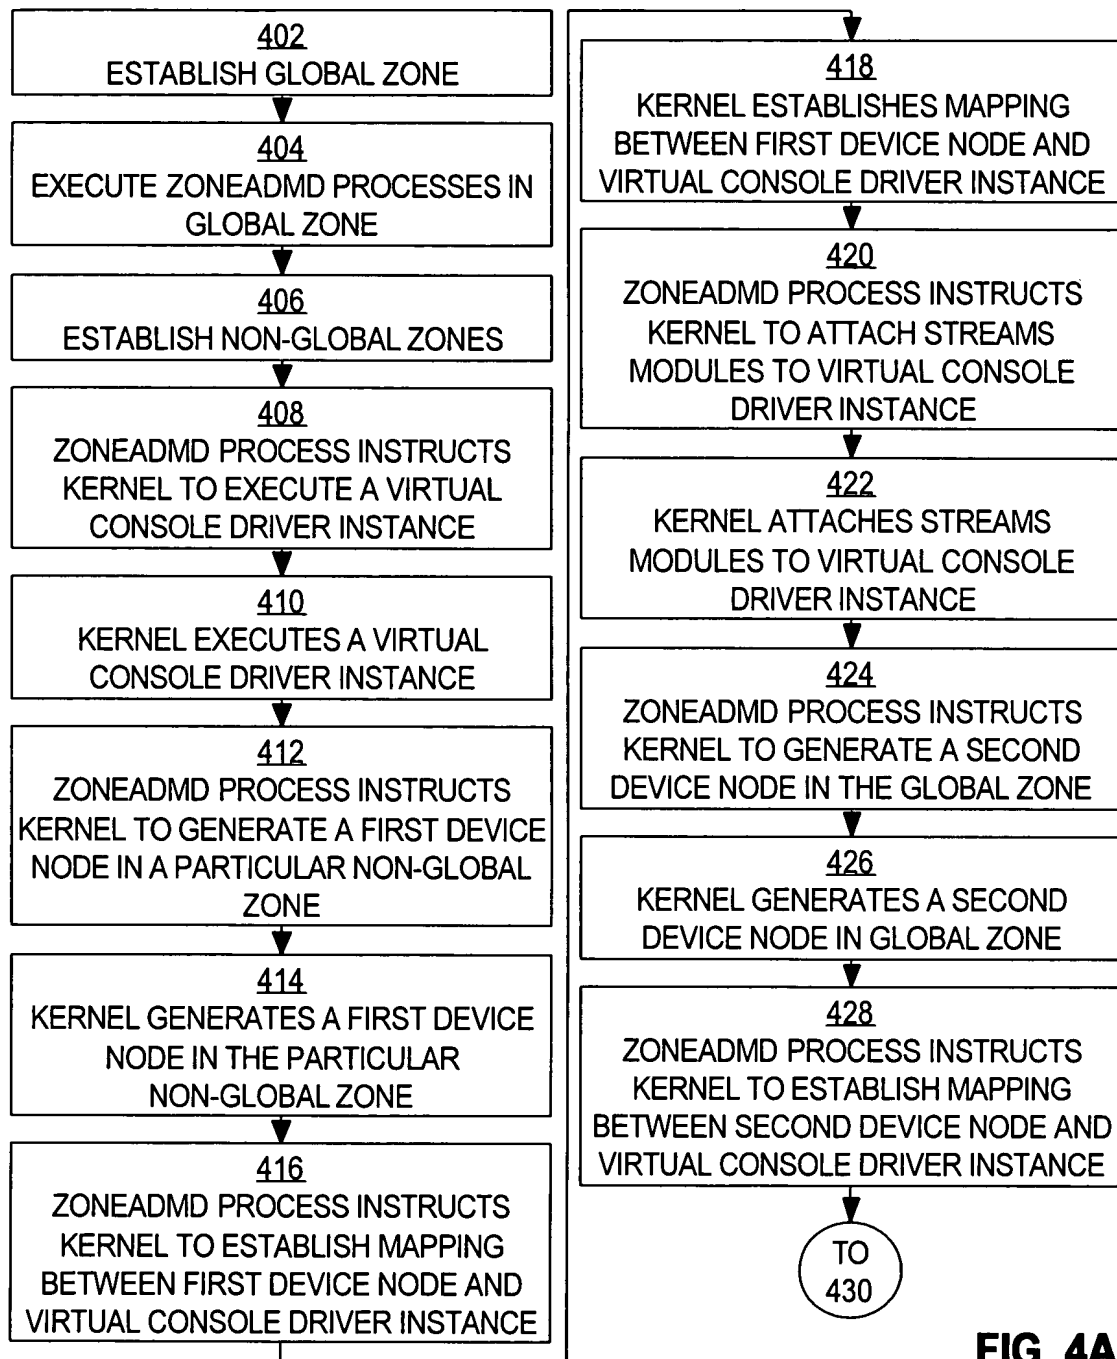 402
ESTABLISH GLOBAL ZONE
404
EXECUTE ZONEADMD PROCESSES IN
GLOBAL ZONE
406
ESTABLISH NON-GLOBAL ZONES
408
ZONEADMD PROCESS INSTRUCTS
KERNEL TO EXECUTE A VIRTUAL
CONSOLE DRIVER INSTANCE
410
KERNEL EXECUTES A VIRTUAL
CONSOLE DRIVER INSTANCE
412
ZONEADMD PROCESS INSTRUCTS
KERNEL TO GENERATE A FIRST DEVICE
NODE IN A PARTICULAR NON-GLOBAL
ZONE
414
KERNEL GENERATES A FIRST DEVICE
NODE IN THE PARTICULAR
NON-GLOBAL ZONE
416
ZONEADMD PROCESS INSTRUCTS
KERNEL TO ESTABLISH MAPPING
BETWEEN FIRST DEVICE NODE AND
VIRTUAL CONSOLE DRIVER INSTANCE
418
KERNEL ESTABLISHES MAPPING
BETWEEN FIRST DEVICE NODE AND
VIRTUAL CONSOLE DRIVER INSTANCE
420
ZONEADMD PROCESS INSTRUCTS
KERNEL TO ATTACH STREAMS
MODULES TO VIRTUAL CONSOLE
DRIVER INSTANCE
422
KERNEL ATTACHES STREAMS
MODULES TO VIRTUAL CONSOLE
DRIVER INSTANCE
424
ZONEADMD PROCESS INSTRUCTS
KERNEL TO GENERATE A SECOND
DEVICE NODE IN THE GLOBAL ZONE
426
KERNEL GENERATES A SECOND
DEVICE NODE IN GLOBAL ZONE
428
ZONEADMD PROCESS INSTRUCTS
KERNEL TO ESTABLISH MAPPING
BETWEEN SECOND DEVICE NODE AND
VIRTUAL CONSOLE DRIVER INSTANCE
TO
430
FIG. 4A